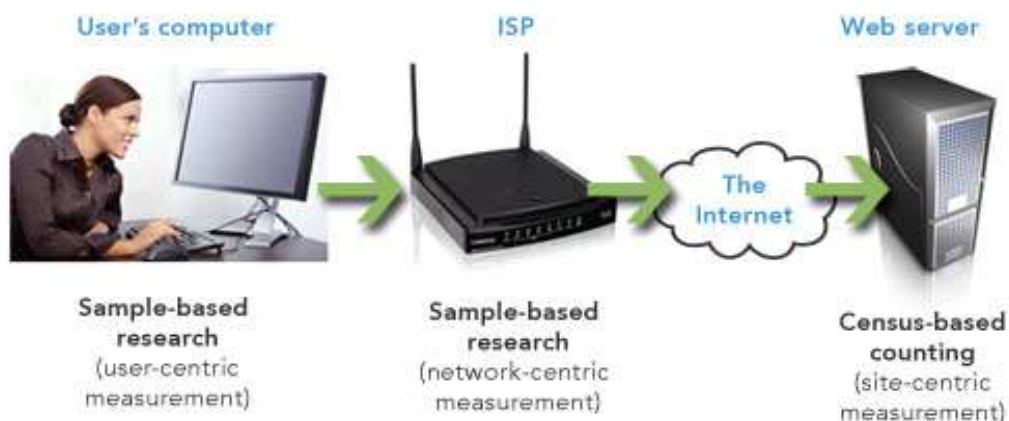 User's computer
ISP
Web server
The
Internet
Sample-based
research
(user-centric
measurement)
Sample-based
research
(network-centric
measurement)
Census-based
counting
(site-centric
measurement)